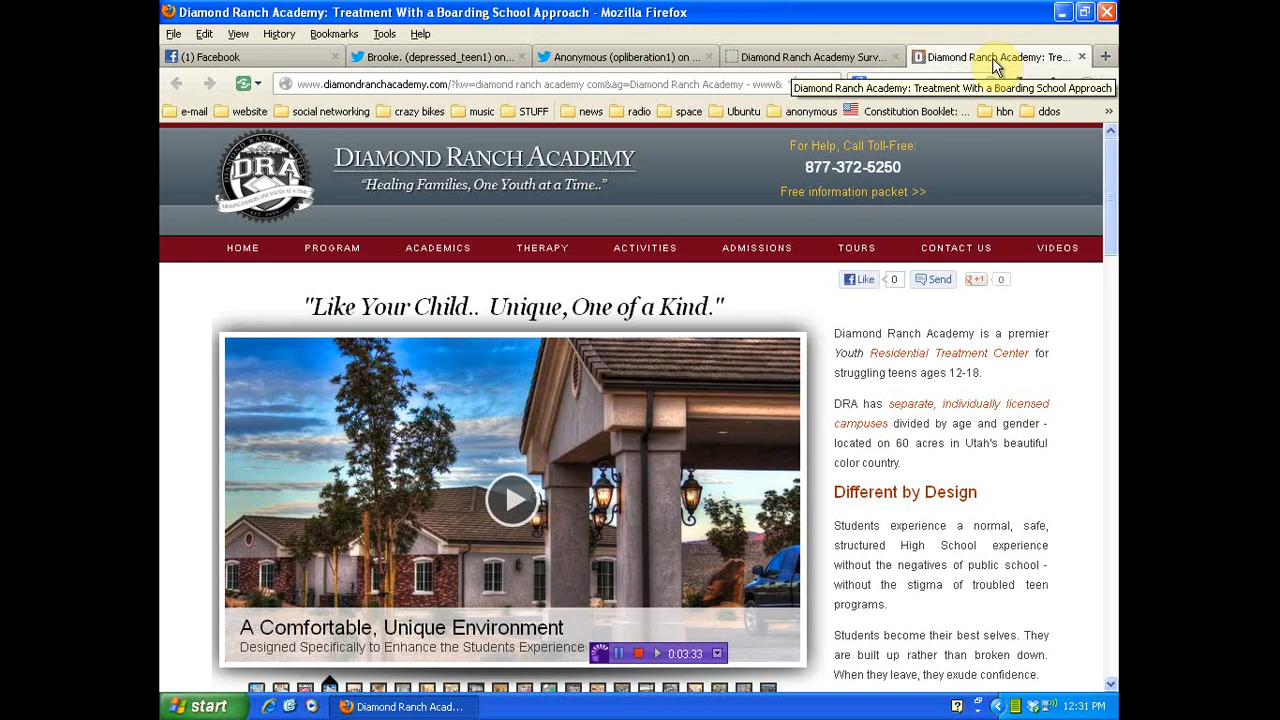 Diamond Ranch Academy: Treatment With a Boarding School Approach - Mozilla Firefox
File Edit View History Bookmarks Tools Help
(1) Facebook
Brooke. (depressed_teen1) on ...
Anonymous (opliberation1) on ...
Diamond Ranch Academy Surv...
Diamond Ranch Academy: Tre...
www.diamondranchacademy.com/?kw=diamond ranch academy com&ag=Diamond Ranch Academy - www&
Diamond Ranch Academy: Treatment With a Boarding School Approach
e-mail website social networking crazy bikes music STUFF news radio space Ubuntu anonymous Constitution Booklet: ... hbn ddos
DRA
HEALING FAMILIES, ONE YOUTH AT A TIME
DIAMOND RANCH ACADEMY
"Healing Families, One Youth at a Time.."
For Help, Call Toll-Free:
877-372-5250
Free information packet >>
HOME PROGRAM ACADEMICS THERAPY ACTIVITIES ADMISSIONS TOURS CONTACT US VIDEOS
Like 0 Send +1 0
"Like Your Child.. Unique, One of a Kind."
A Comfortable, Unique Environment
Designed Specifically to Enhance the Students Experience
0:03:33
Diamond Ranch Academy is a premier
Youth Residential Treatment Center for
struggling teens ages 12-18.
DRA has separate, individually licensed
campuses divided by age and gender -
located on 60 acres in Utah's beautiful
color country.
Different by Design
Students experience a normal, safe,
structured High School experience
without the negatives of public school -
without the stigma of troubled teen
programs.
Students become their best selves. They
are built up rather than broken down.
When they leave, they exude confidence.
start
Diamond Ranch Acad...
12:31 PM